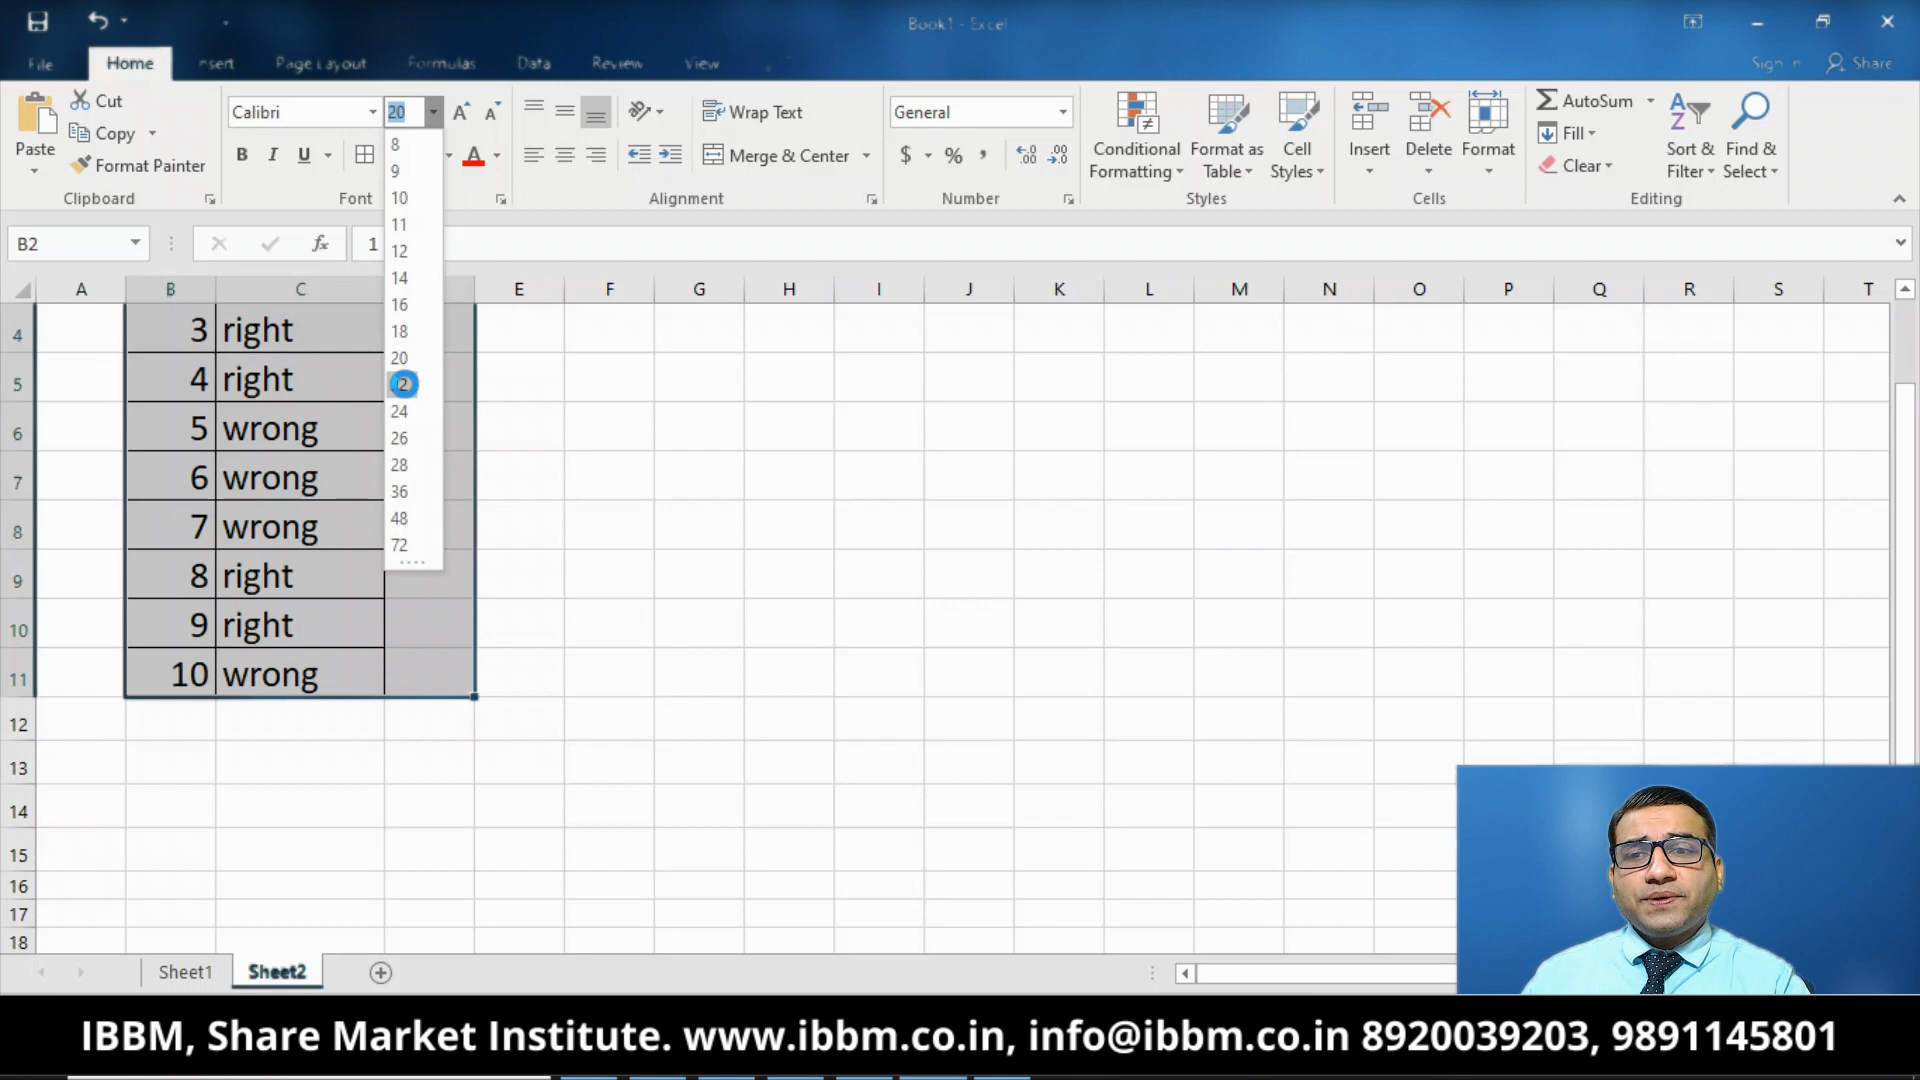 Book1 - Excel
File Home Insert Page Layout Formulas Data Review View Sign in Share
Cut
Copy
Format Painter
Paste
Clipboard
Calibri 20
B I U
Font
Wrap Text
Merge & Center
Alignment
General
$ % ,
Number
Conditional Formatting
Format as Table
Cell Styles
Styles
Insert Delete Format
Cells
AutoSum
Fill
Clear
Sort & Filter
Find & Select
Editing
8
9
10
11
12
14
16
18
20
24
26
28
36
48
72
B2 fx 1
A B C E F G H I J K L M N O P Q R S T
4 3 right
5 4 right
6 5 wrong
7 6 wrong
8 7 wrong
9 8 right
10 9 right
11 10 wrong
12
13
14
15
16
17
18
Sheet1 Sheet2
IBBM, Share Market Institute. www.ibbm.co.in, info@ibbm.co.in 8920039203, 9891145801